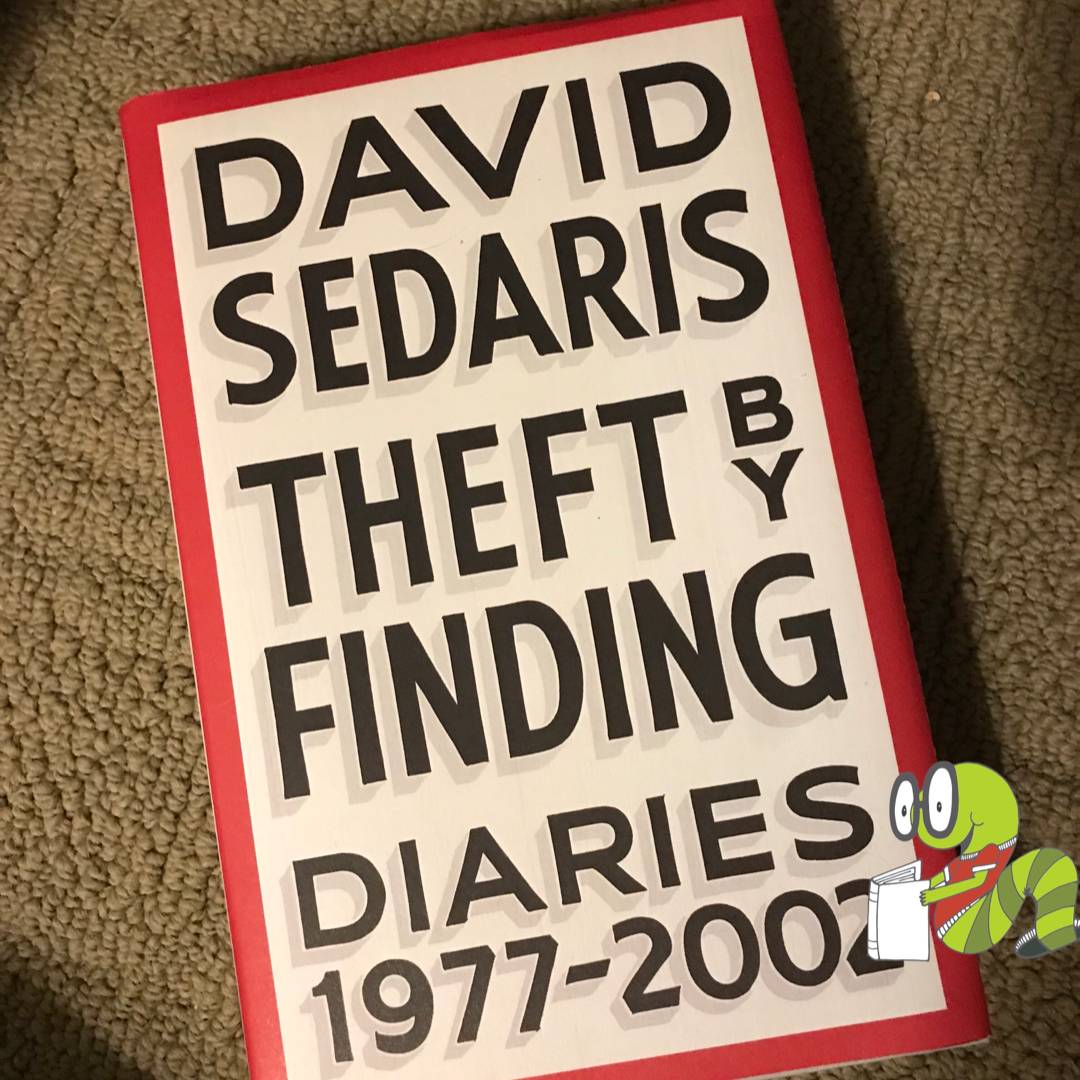 DAVID
SEDARIS
THEFT BY
FINDING
DIARIES
1977-2002